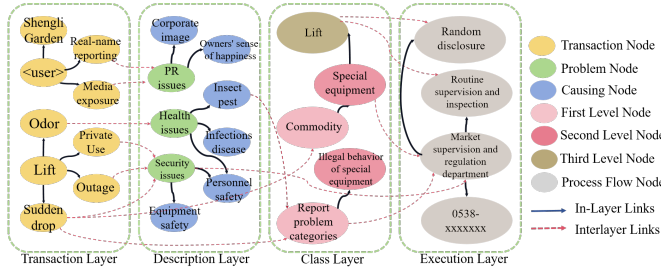 Shengli
Garden
Real-name
reporting
<user>
Media
exposure
Odor
Private
Use
Lift
Outage
Sudden
drop
Transaction Layer
Corporate
image
Owners' sense
of happiness
PR
issues
Insect
pest
Health
issues
Infections
disease
Security
issues
Personnel
safety
Equipment
safety
Description Layer
Lift
Special
equipment
Commodity
Illegal behavior
of special
equipment
Report
problem
categories
Class Layer
Random
disclosure
Routine
supervision and
inspection
Market
supervision and
regulation
department
0538-
xxxxxxx
Execution Layer
Transaction Node
Problem Node
Causing Node
First Level Node
Second Level Node
Third Level Node
Process Flow Node
In-Layer Links
Interlayer Links